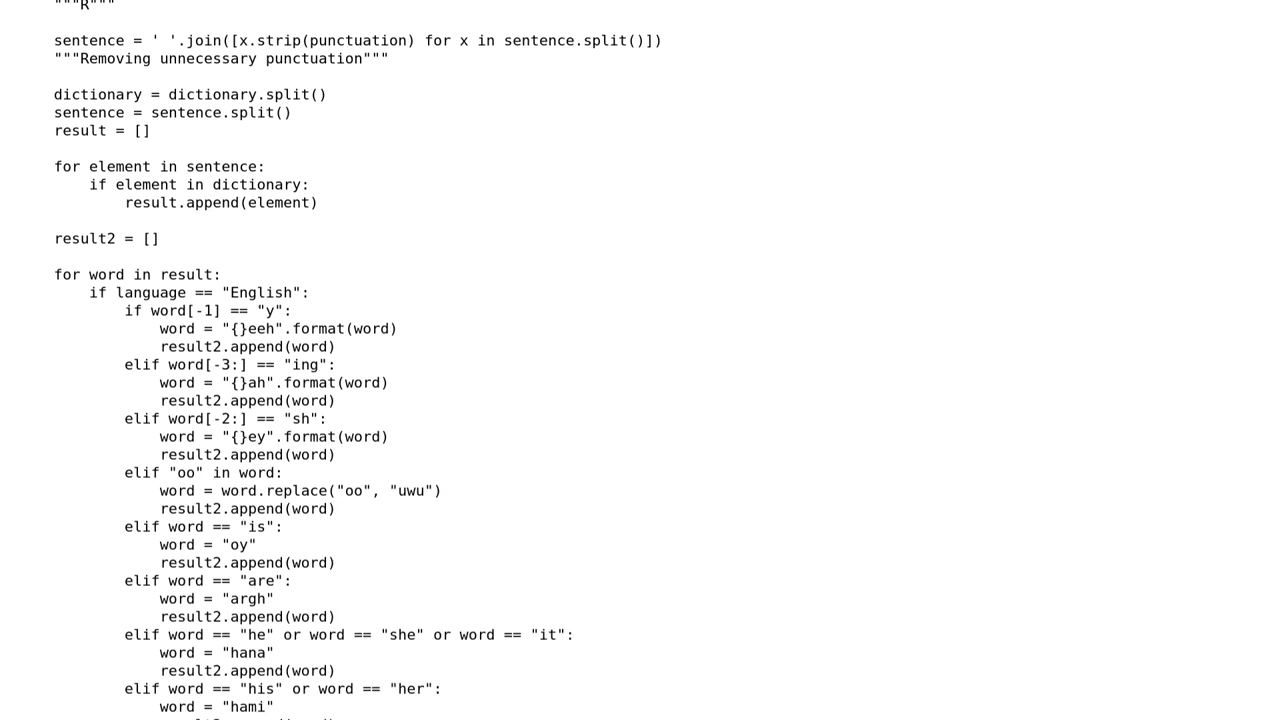 """R"""

    sentence = ' '.join([x.strip(punctuation) for x in sentence.split()])
    """Removing unnecessary punctuation"""

    dictionary = dictionary.split()
    sentence = sentence.split()
    result = []

    for element in sentence:
        if element in dictionary:
            result.append(element)

    result2 = []

    for word in result:
        if language == "English":
            if word[-1] == "y":
                word = "{}eeh".format(word)
                result2.append(word)
            elif word[-3:] == "ing":
                word = "{}ah".format(word)
                result2.append(word)
            elif word[-2:] == "sh":
                word = "{}ey".format(word)
                result2.append(word)
            elif "oo" in word:
                word = word.replace("oo", "uwu")
                result2.append(word)
            elif word == "is":
                word = "oy"
                result2.append(word)
            elif word == "are":
                word = "argh"
                result2.append(word)
            elif word == "he" or word == "she" or word == "it":
                word = "hana"
                result2.append(word)
            elif word == "his" or word == "her":
                word = "hami"